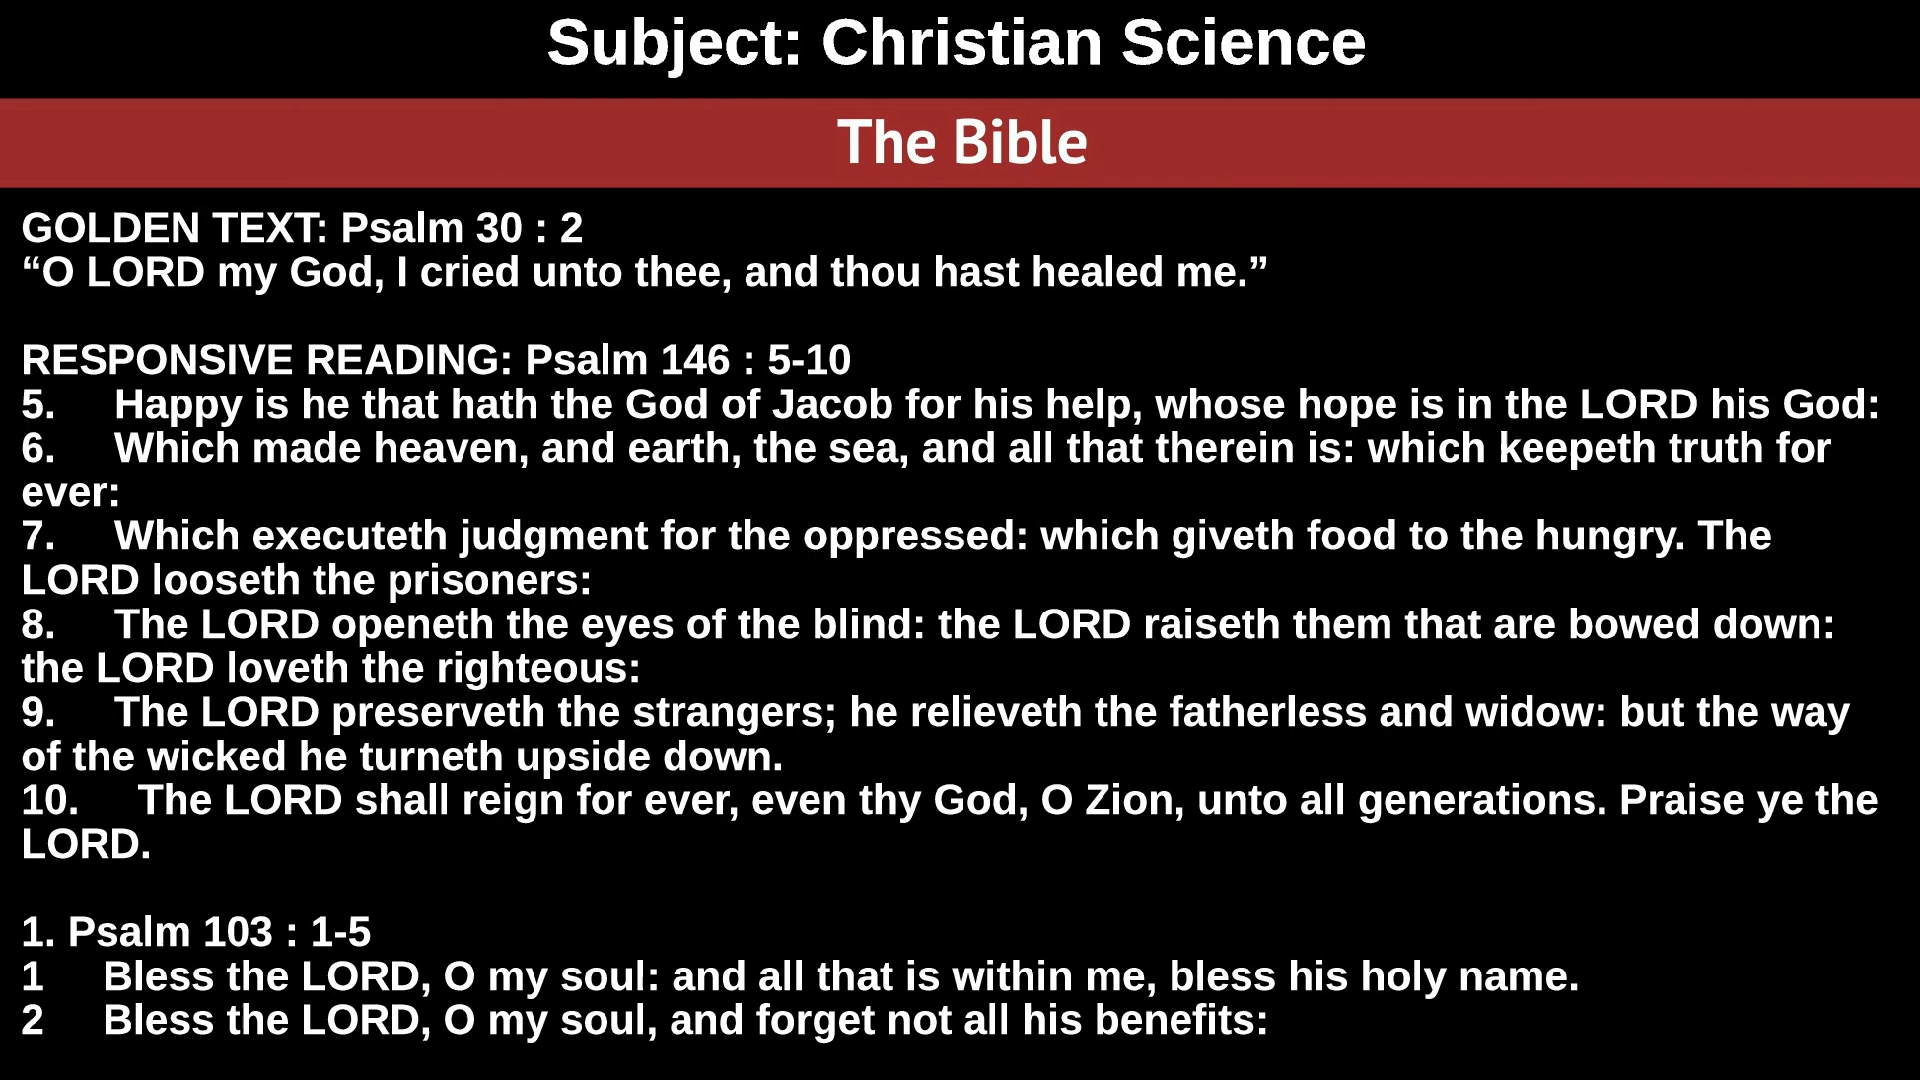 Subject: Christian Science
The Bible
GOLDEN TEXT: Psalm 30 : 2
“O LORD my God, I cried unto thee, and thou hast healed me.”
RESPONSIVE READING: Psalm 146 : 5-10
5. Happy is he that hath the God of Jacob for his help, whose hope is in the LORD his God:
6. Which made heaven, and earth, the sea, and all that therein is: which keepeth truth for
ever:
7. Which executeth judgment for the oppressed: which giveth food to the hungry. The
LORD looseth the prisoners:
8. The LORD openeth the eyes of the blind: the LORD raiseth them that are bowed down:
the LORD loveth the righteous:
9. The LORD preserveth the strangers; he relieveth the fatherless and widow: but the way
of the wicked he turneth upside down.
10. The LORD shall reign for ever, even thy God, O Zion, unto all generations. Praise ye the
LORD.
1. Psalm 103 : 1-5
1 Bless the LORD, O my soul: and all that is within me, bless his holy name.
2 Bless the LORD, O my soul, and forget not all his benefits: